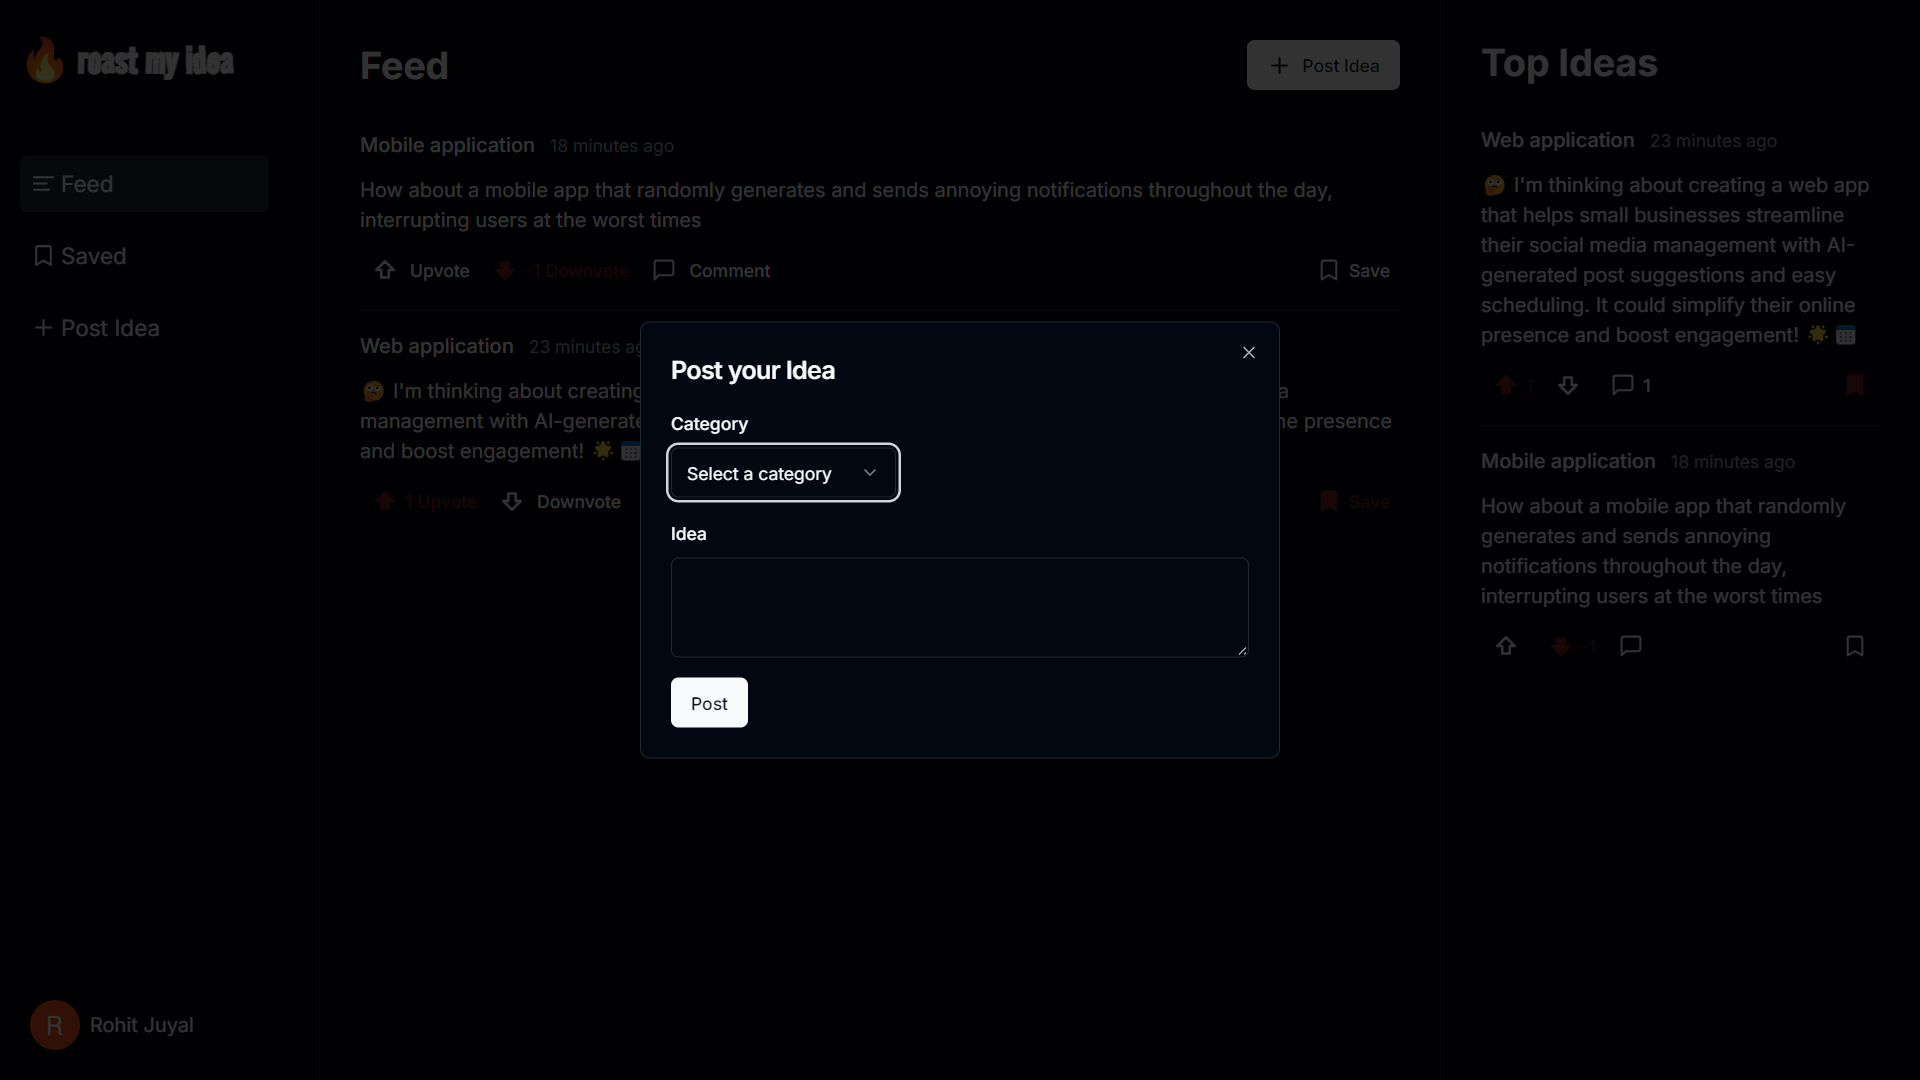 roast my idea
Feed
Saved
Post Idea
R
Rohit Juyal
Feed
Post Idea
Mobile application 18 minutes ago
How about a mobile app that randomly generates and sends annoying notifications throughout the day,
interrupting users at the worst times
Upvote -1 Downvote Comment Save
Web application 23 minutes ag
🫡 I'm thinking about creating
a
management with AI-generate
ne presence
and boost engagement! 🌟 🗓️
1 Upvote Downvote
Save
Post your Idea
Category
Select a category
Idea
Post
Top Ideas
Web application 23 minutes ago
🫡 I'm thinking about creating a web app
that helps small businesses streamline
their social media management with AI-
generated post suggestions and easy
scheduling. It could simplify their online
presence and boost engagement! 🌟 🗓️
1 1
Mobile application 18 minutes ago
How about a mobile app that randomly
generates and sends annoying
notifications throughout the day,
interrupting users at the worst times
-1